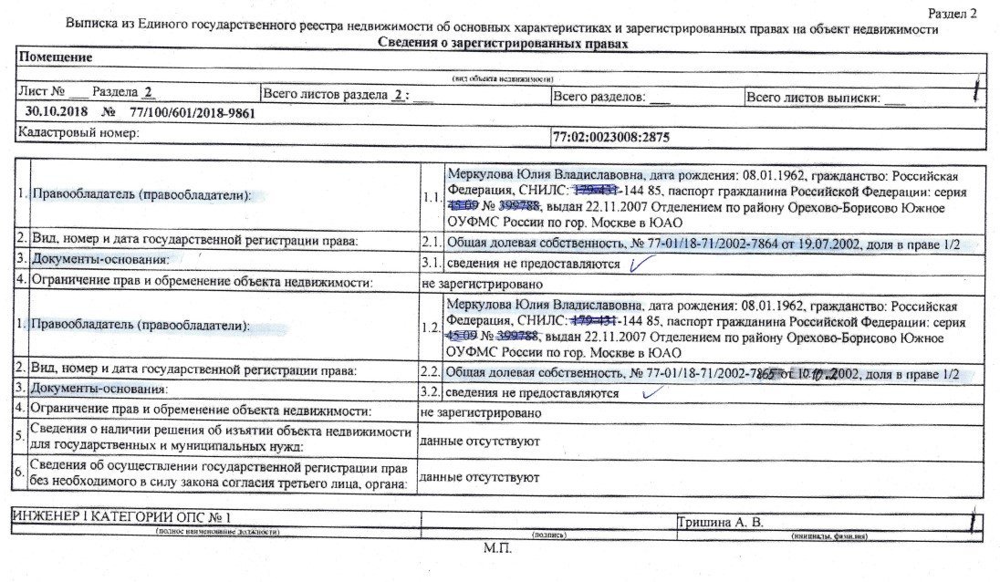 Раздел 2
Выписка из Единого государственного реестра недвижимости об основных характеристиках и зарегистрированных правах на объект недвижимости
Сведения о зарегистрированных правах
Помещение
(вид объекта недвижимости)
Лист № ___ Раздела 2 Всего листов раздела 2 : ___ Всего разделов: ___ Всего листов выписки: ___
30.10.2018 № 77/100/601/2018-9861
Кадастровый номер: 77:02:0023008:2875
1. Правообладатель (правообладатели): 1.1. Меркулова Юлия Владиславовна, дата рождения: 08.01.1962, гражданство: Российская
Федерация, СНИЛС: -144 85, паспорт гражданина Российской Федерации: серия
№ , выдан 22.11.2007 Отделением по району Орехово-Борисово Южное
ОУФМС России по гор. Москве в ЮАО
2. Вид, номер и дата государственной регистрации права: 2.1. Общая долевая собственность, № 77-01/18-71/2002-7864 от 19.07.2002, доля в праве 1/2
3. Документы-основания: 3.1. сведения не предоставляются
4. Ограничение прав и обременение объекта недвижимости: не зарегистрировано
1. Правообладатель (правообладатели): 1.2. Меркулова Юлия Владиславовна, дата рождения: 08.01.1962, гражданство: Российская
Федерация, СНИЛС: -144 85, паспорт гражданина Российской Федерации: серия
№ , выдан 22.11.2007 Отделением по району Орехово-Борисово Южное
ОУФМС России по гор. Москве в ЮАО
2. Вид, номер и дата государственной регистрации права: 2.2. Общая долевая собственность, № 77-01/18-71/2002-7865 от 10.10.2002, доля в праве 1/2
3. Документы-основания: 3.2. сведения не предоставляются
4. Ограничение прав и обременение объекта недвижимости: не зарегистрировано
5. Сведения о наличии решения об изъятии объекта недвижимости
для государственных и муниципальных нужд: данные отсутствуют
6. Сведения об осуществлении государственной регистрации прав
без необходимого в силу закона согласия третьего лица, органа: данные отсутствуют
ИНЖЕНЕР I КАТЕГОРИИ ОПС № 1 Тришина А. В.
(полное наименование должности) (подпись) (инициалы, фамилия)
М.П.